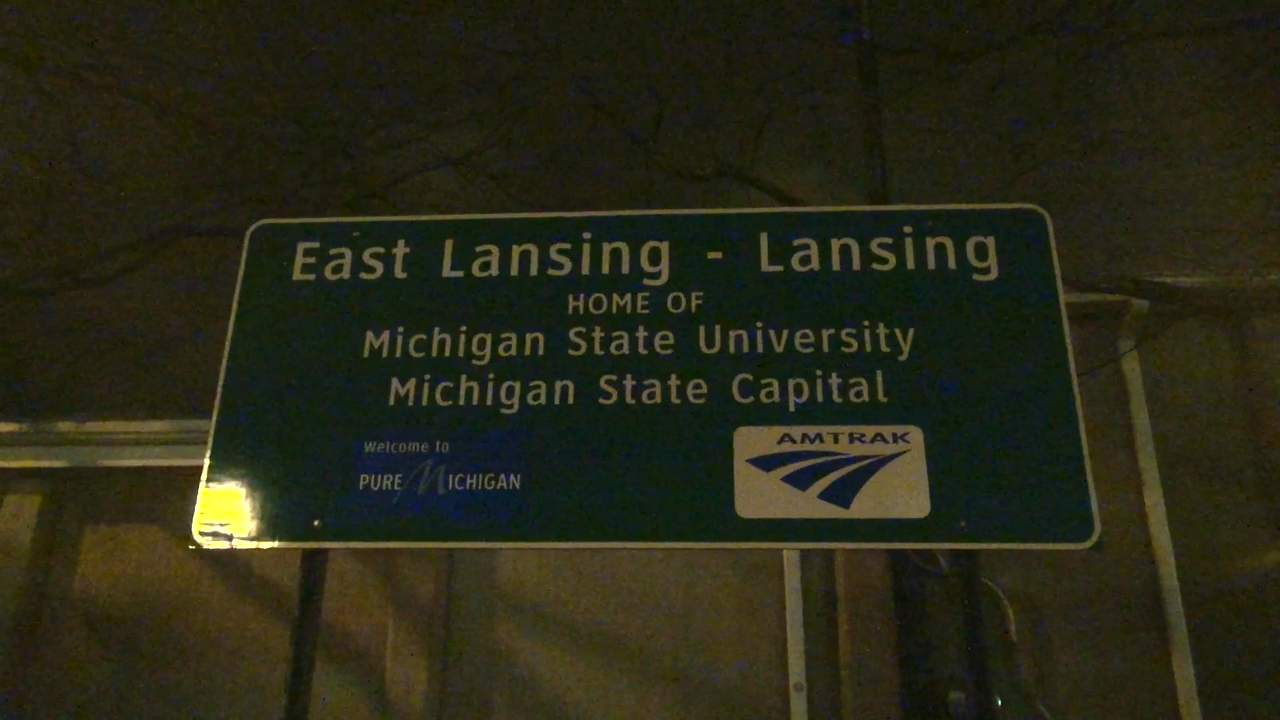 East Lansing - Lansing
HOME OF
Michigan State University
Michigan State Capital
Welcome to
PURE MICHIGAN
AMTRAK